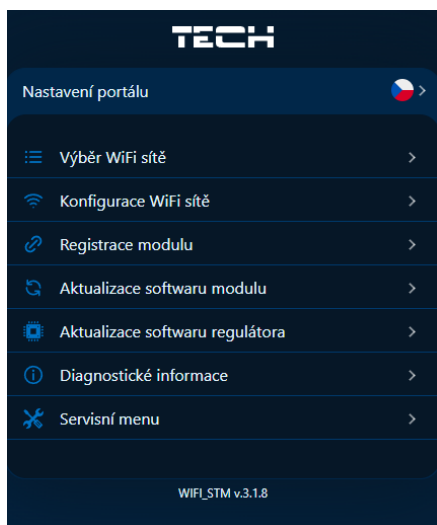 TECH
Nastavení portálu
Výběr WiFi sítě
Konfigurace WiFi sítě
Registrace modulu
Aktualizace softwaru modulu
Aktualizace softwaru regulátora
Diagnostické informace
Servisní menu
WIFI_STM v.3.1.8